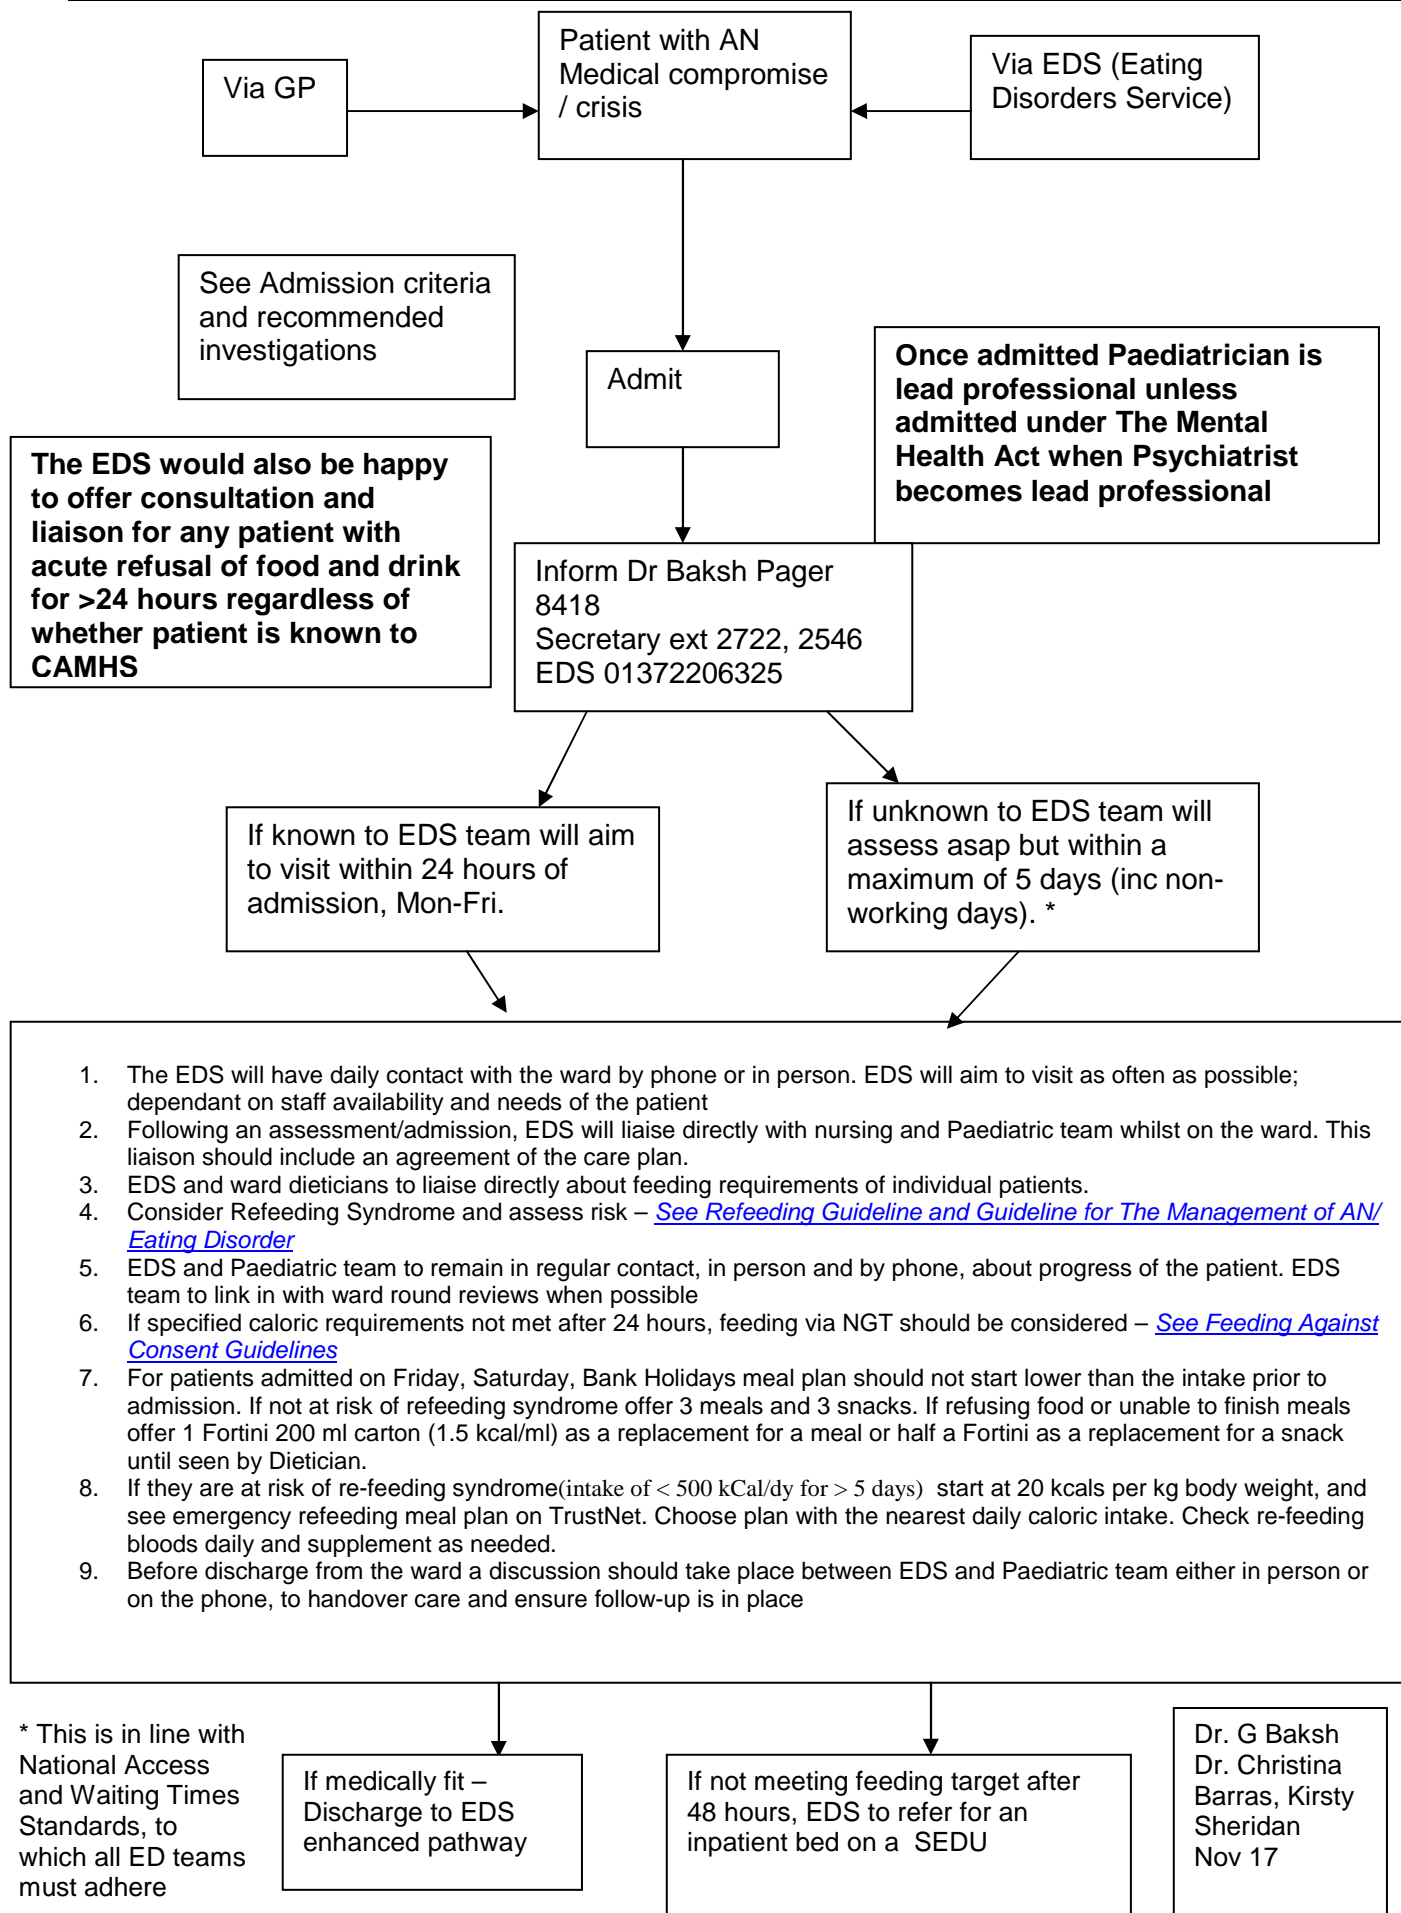 Via GP
Patient with AN
Medical compromise
/ crisis
Via EDS (Eating
Disorders Service)
See Admission criteria
and recommended
investigations
Admit
Once admitted Paediatrician is
lead professional unless
admitted under The Mental
Health Act when Psychiatrist
becomes lead professional
The EDS would also be happy
to offer consultation and
liaison for any patient with
acute refusal of food and drink
for >24 hours regardless of
whether patient is known to
CAMHS
Inform Dr Baksh Pager
8418
Secretary ext 2722, 2546
EDS 01372206325
If known to EDS team will aim
to visit within 24 hours of
admission, Mon-Fri.
If unknown to EDS team will
assess asap but within a
maximum of 5 days (inc non-
working days). *
1. The EDS will have daily contact with the ward by phone or in person. EDS will aim to visit as often as possible;
dependant on staff availability and needs of the patient
2. Following an assessment/admission, EDS will liaise directly with nursing and Paediatric team whilst on the ward. This
liaison should include an agreement of the care plan.
3. EDS and ward dieticians to liaise directly about feeding requirements of individual patients.
4. Consider Refeeding Syndrome and assess risk – See Refeeding Guideline and Guideline for The Management of AN/
Eating Disorder
5. EDS and Paediatric team to remain in regular contact, in person and by phone, about progress of the patient. EDS
team to link in with ward round reviews when possible
6. If specified caloric requirements not met after 24 hours, feeding via NGT should be considered – See Feeding Against
Consent Guidelines
7. For patients admitted on Friday, Saturday, Bank Holidays meal plan should not start lower than the intake prior to
admission. If not at risk of refeeding syndrome offer 3 meals and 3 snacks. If refusing food or unable to finish meals
offer 1 Fortini 200 ml carton (1.5 kcal/ml) as a replacement for a meal or half a Fortini as a replacement for a snack
until seen by Dietician.
8. If they are at risk of re-feeding syndrome(intake of < 500 kCal/dy for > 5 days) start at 20 kcals per kg body weight, and
see emergency refeeding meal plan on TrustNet. Choose plan with the nearest daily caloric intake. Check re-feeding
bloods daily and supplement as needed.
9. Before discharge from the ward a discussion should take place between EDS and Paediatric team either in person or
on the phone, to handover care and ensure follow-up is in place
* This is in line with
National Access
and Waiting Times
Standards, to
which all ED teams
must adhere
If medically fit –
Discharge to EDS
enhanced pathway
If not meeting feeding target after
48 hours, EDS to refer for an
inpatient bed on a SEDU
Dr. G Baksh
Dr. Christina
Barras, Kirsty
Sheridan
Nov 17